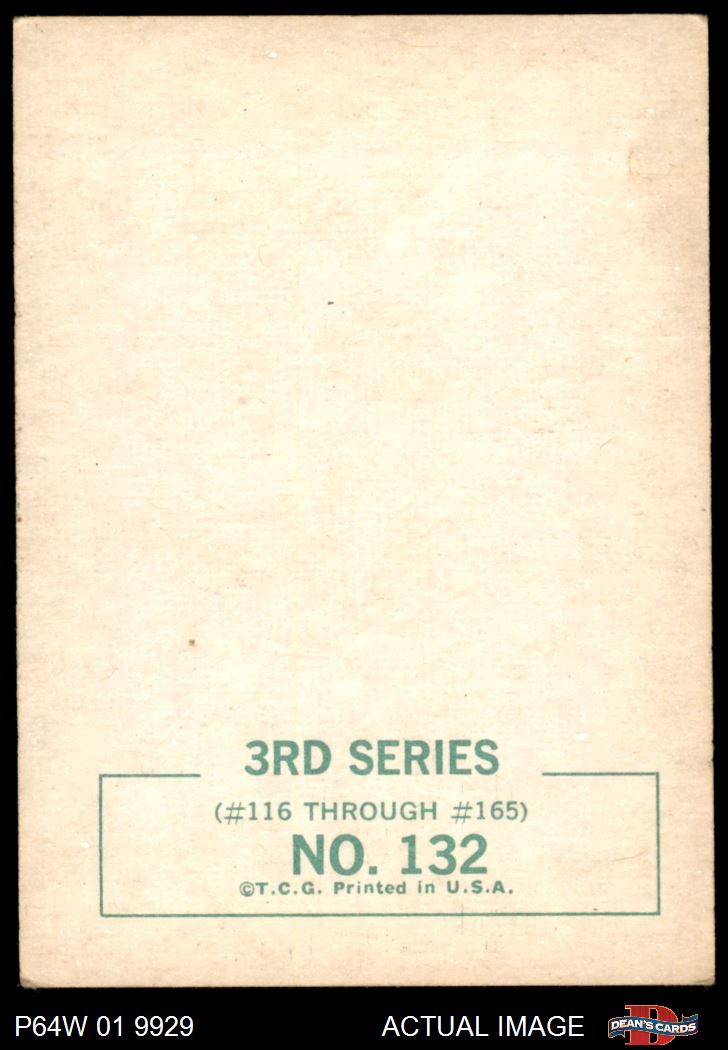 3RD SERIES
(#116 THROUGH #165)
NO. 132
©T.C.G. Printed in U.S.A.
P64W 01 9929
ACTUAL IMAGE
DEAN'S CARDS